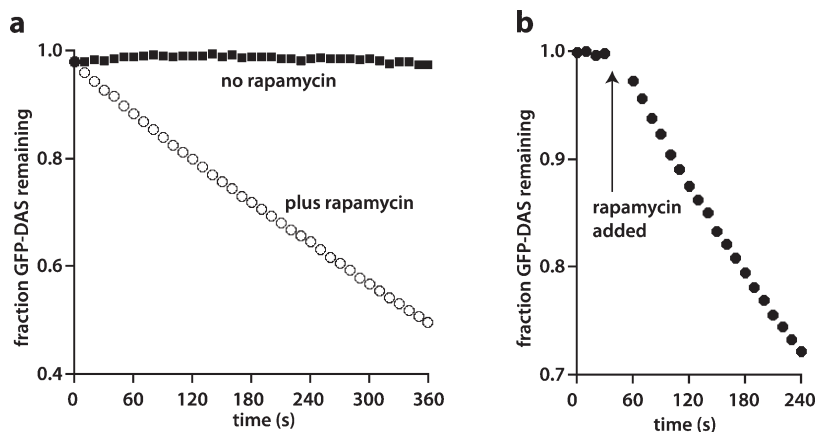 a
fraction GFP-DAS remaining
1.0
0.8
0.6
0.4
no rapamycin
plus rapamycin
0 60 120 180 240 300 360
time (s)
b
fraction GFP-DAS remaining
1.0
0.9
0.8
0.7
rapamycin
added
0 60 120 180 240
time (s)